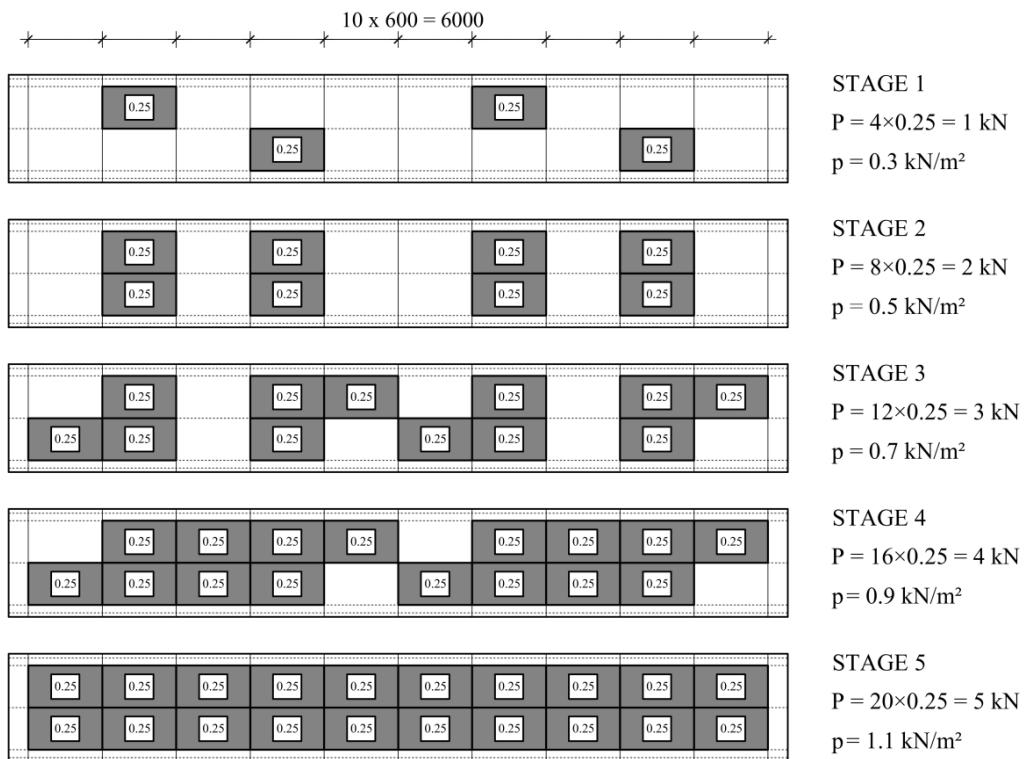 10 x 600 = 6000
0.25 0.25 STAGE 1
0.25 0.25 P = 4×0.25 = 1 kN
p = 0.3 kN/m²
0.25 0.25 0.25 0.25 STAGE 2
0.25 0.25 0.25 0.25 P = 8×0.25 = 2 kN
p = 0.5 kN/m²
0.25 0.25 0.25 0.25 0.25 0.25 STAGE 3
0.25 0.25 0.25 0.25 0.25 0.25 P = 12×0.25 = 3 kN
p = 0.7 kN/m²
0.25 0.25 0.25 0.25 0.25 0.25 0.25 0.25 STAGE 4
0.25 0.25 0.25 0.25 0.25 0.25 0.25 0.25 P = 16×0.25 = 4 kN
p= 0.9 kN/m²
0.25 0.25 0.25 0.25 0.25 0.25 0.25 0.25 0.25 0.25 STAGE 5
0.25 0.25 0.25 0.25 0.25 0.25 0.25 0.25 0.25 0.25 P = 20×0.25 = 5 kN
p= 1.1 kN/m²